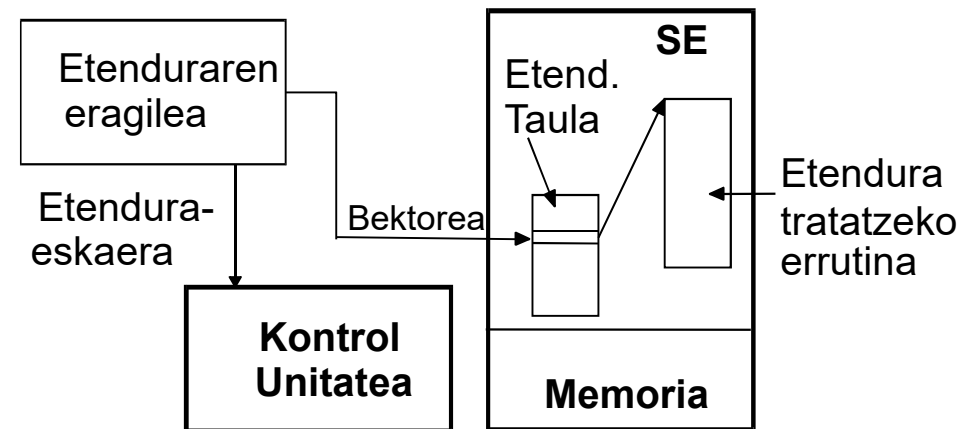 Etenduraren
eragilea
Etendura-
eskaera
Bektorea
Kontrol
Unitatea
SE
Etend.
Taula
Etendura
tratatzeko
errutina
Memoria